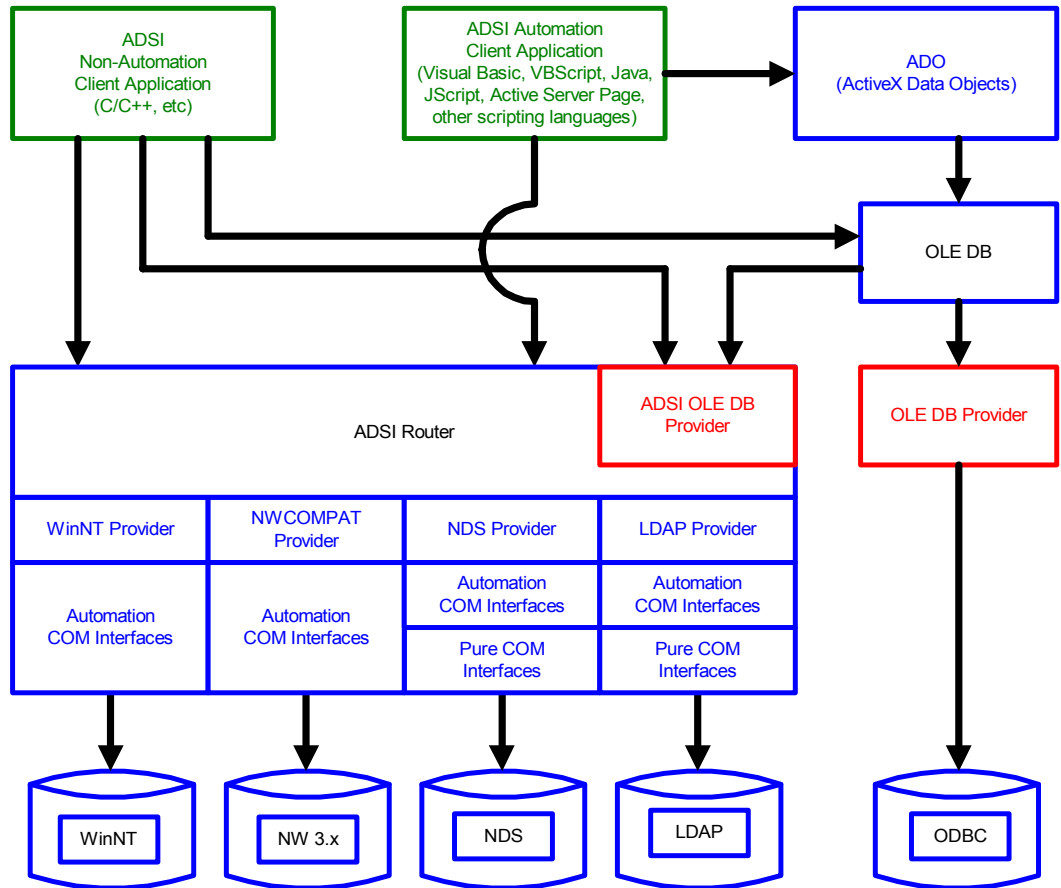 ADSI
Non-Automation
Client Application
(C/C++, etc)
ADSI Automation
Client Application
(Visual Basic, VBScript, Java,
JScript, Active Server Page,
other scripting languages)
ADO
(ActiveX Data Objects)
OLE DB
ADSI Router
ADSI OLE DB
Provider
OLE DB Provider
WinNT Provider
NWCOMPAT
Provider
NDS Provider
LDAP Provider
Automation
COM Interfaces
Automation
COM Interfaces
Automation
COM Interfaces
Pure COM
Interfaces
Automation
COM Interfaces
Pure COM
Interfaces
WinNT
NW 3.x
NDS
LDAP
ODBC